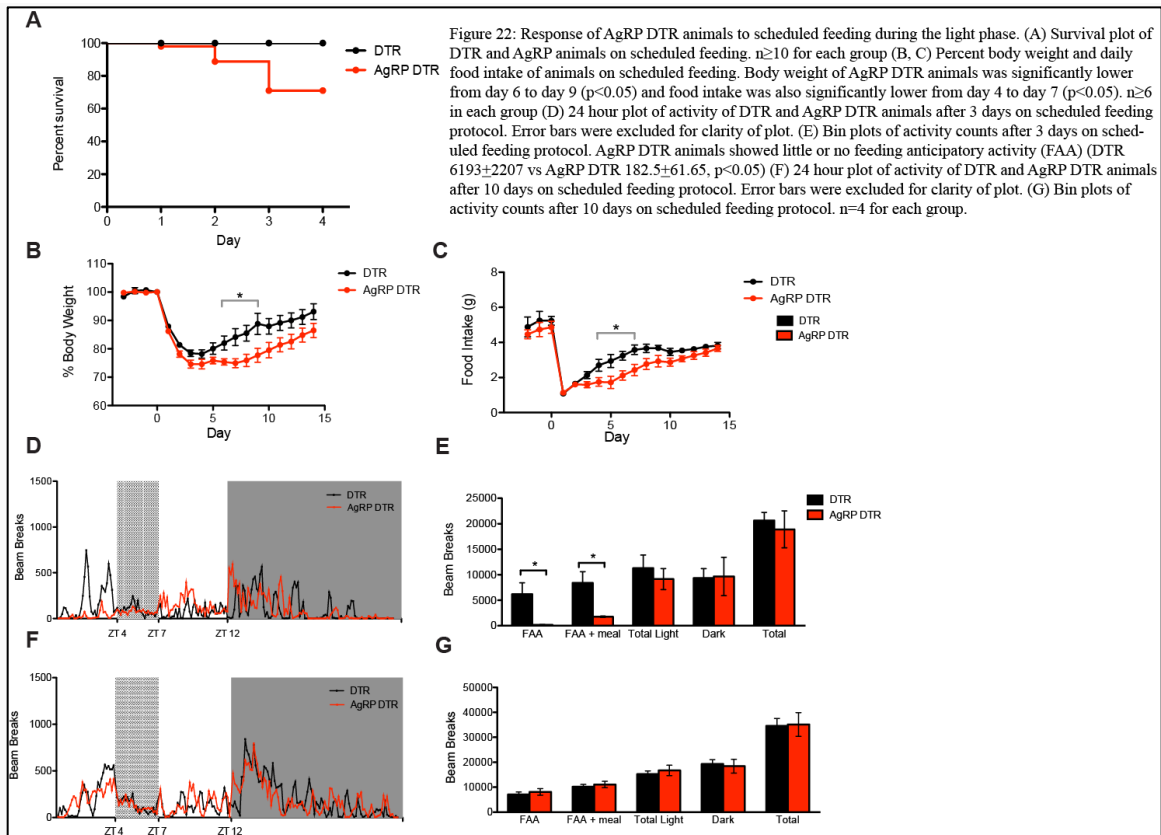 A
Percent survival
100
80
60
40
20
0
0 1 2 3 4
Day
DTR
AgRP DTR
Figure 22: Response of AgRP DTR animals to scheduled feeding during the light phase. (A) Survival plot of
DTR and AgRP animals on scheduled feeding. n≥10 for each group (B, C) Percent body weight and daily
food intake of animals on scheduled feeding. Body weight of AgRP DTR animals was significantly lower
from day 6 to day 9 (p<0.05) and food intake was also significantly lower from day 4 to day 7 (p<0.05). n≥6
in each group (D) 24 hour plot of activity of DTR and AgRP DTR animals after 3 days on scheduled feeding
protocol. Error bars were excluded for clarity of plot. (E) Bin plots of activity counts after 3 days on sched-
uled feeding protocol. AgRP DTR animals showed little or no feeding anticipatory activity (FAA) (DTR
6193+2207 vs AgRP DTR 182.5+61.65, p<0.05) (F) 24 hour plot of activity of DTR and AgRP DTR animals
after 10 days on scheduled feeding protocol. Error bars were excluded for clarity of plot. (G) Bin plots of
activity counts after 10 days on scheduled feeding protocol. n=4 for each group.
B
% Body Weight
110
100
90
80
70
60
0 5 10 15
Day
*
DTR
AgRP DTR
C
Food Intake (g)
8
6
4
2
0
0 5 10 15
Day
*
DTR
AgRP DTR
DTR
AgRP DTR
D
Beam Breaks
1500
1000
500
0
ZT 4 ZT 7 ZT 12
DTR
AgRP DTR
E
Beam Breaks
25000
20000
15000
10000
5000
0
* *
FAA FAA + meal Total Light Dark Total
DTR
AgRP DTR
F
Beam Breaks
1500
1000
500
0
ZT 4 ZT 7 ZT 12
DTR
AgRP DTR
G
Beam Breaks
50000
40000
30000
20000
10000
0
FAA FAA + meal Total Light Dark Total